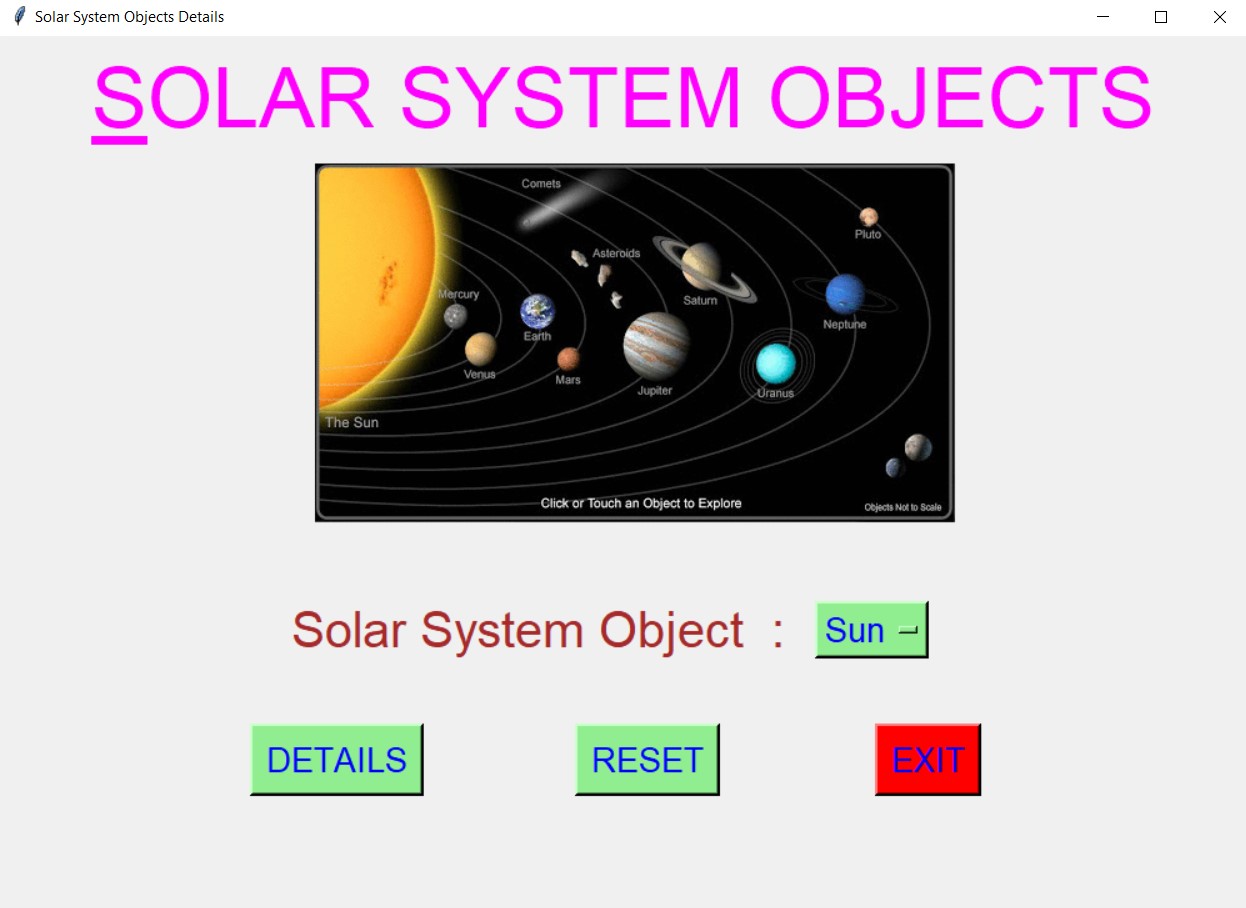 Solar System Objects Details
SOLAR SYSTEM OBJECTS
Comets
Pluto
Asteroids
Mercury
Saturn
Earth
Neptune
Venus
Mars
Jupiter
Uranus
The Sun
Click or Touch an Object to Explore
Objects Not to Scale
Solar System Object :
Sun
DETAILS
RESET
EXIT